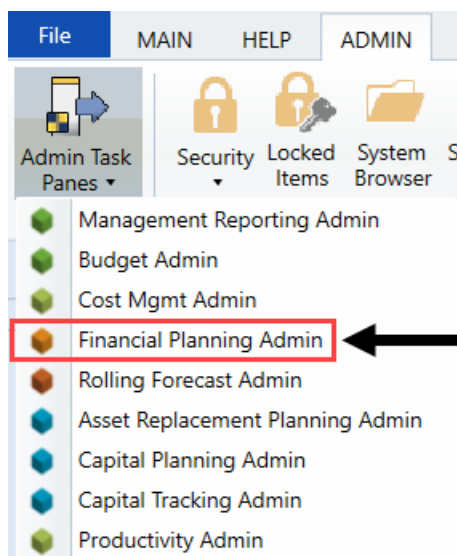 File MAIN HELP ADMIN
Admin Task Security Locked System S
Panes Items Browser
Management Reporting Admin
Budget Admin
Cost Mgmt Admin
Financial Planning Admin
Rolling Forecast Admin
Asset Replacement Planning Admin
Capital Planning Admin
Capital Tracking Admin
Productivity Admin